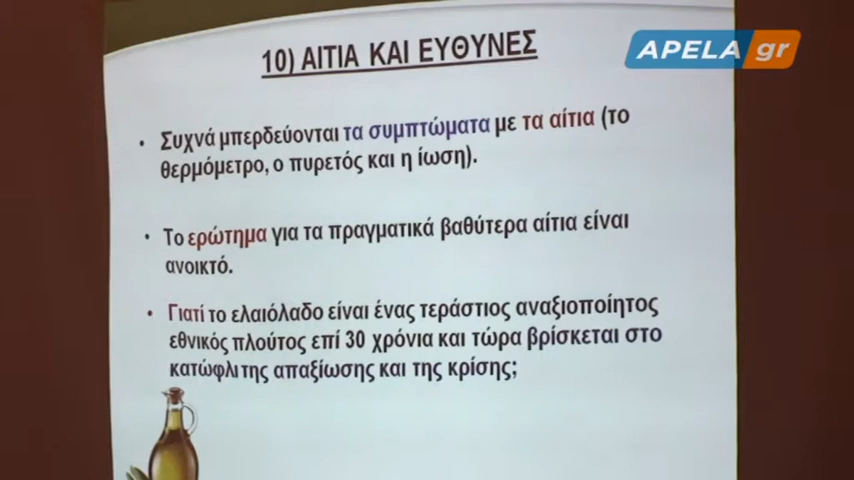 10) ΑΙΤΙΑ ΚΑΙ ΕΥΘΥΝΕΣ
APELA gr
• Συχνά μπερδεύονται τα συμπτώματα με τα αίτια (το
θερμόμετρο, ο πυρετός και η ίωση).
• Το ερώτημα για τα πραγματικά βαθύτερα αίτια είναι
ανοικτό.
• Γιατί το ελαιόλαδο είναι ένας τεράστιος αναξιοποίητος
εθνικός πλούτος επί 30 χρόνια και τώρα βρίσκεται στο
κατώφλι της απαξίωσης και της κρίσης;